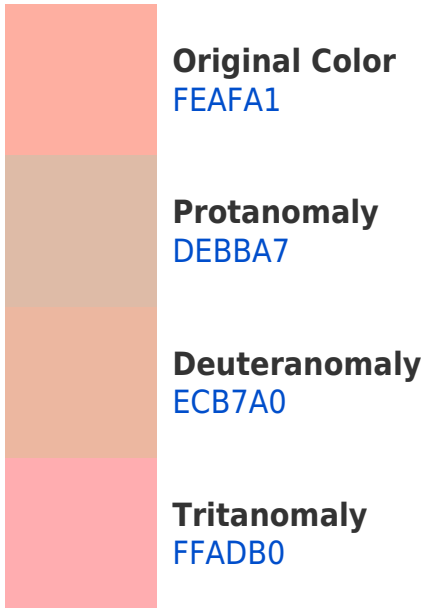 Original Color
FEAFA1
Protanomaly
DEBBA7
Deuteranomaly
ECB7A0
Tritanomaly
FFADB0